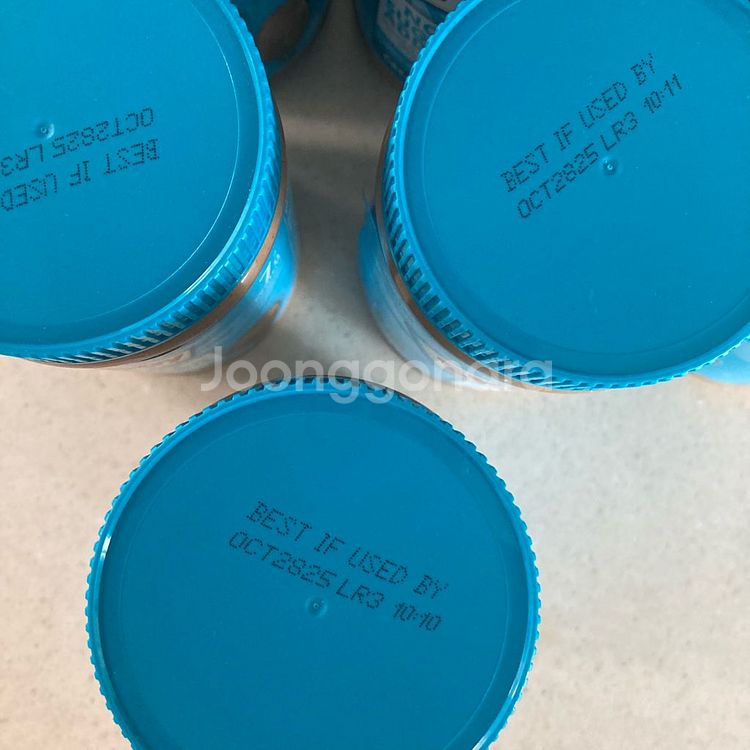 BEST IF USED
OCT2825 LR3
BEST IF USED BY
OCT2825 LR3 10:11
Joonggonara
BEST IF USED BY
OCT2825 LR3 10:10